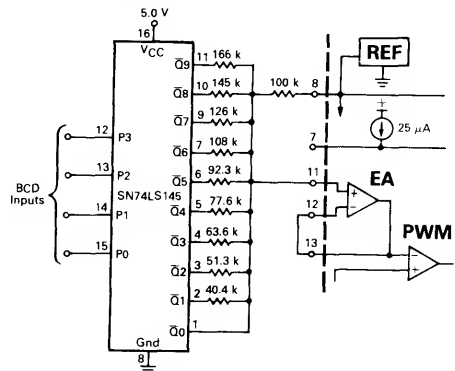 5.0 V
16
VCC
Q̅9 11 166 k
Q̅8 10 145 k
100 k 8
REF
Q̅7 9 126 k
25 μA
7
Q̅6 7 108 k
12 P3
Q̅5 6 92.3 k
11
EA
13 P2
SN74LS145
BCD
Inputs
Q̅4 5 77.6 k
12
14 P1
Q̅3 4 63.6 k
13
PWM
15 P0
Q̅2 3 51.3 k
Q̅1 2 40.4 k
Q̅0 1
Gnd
8